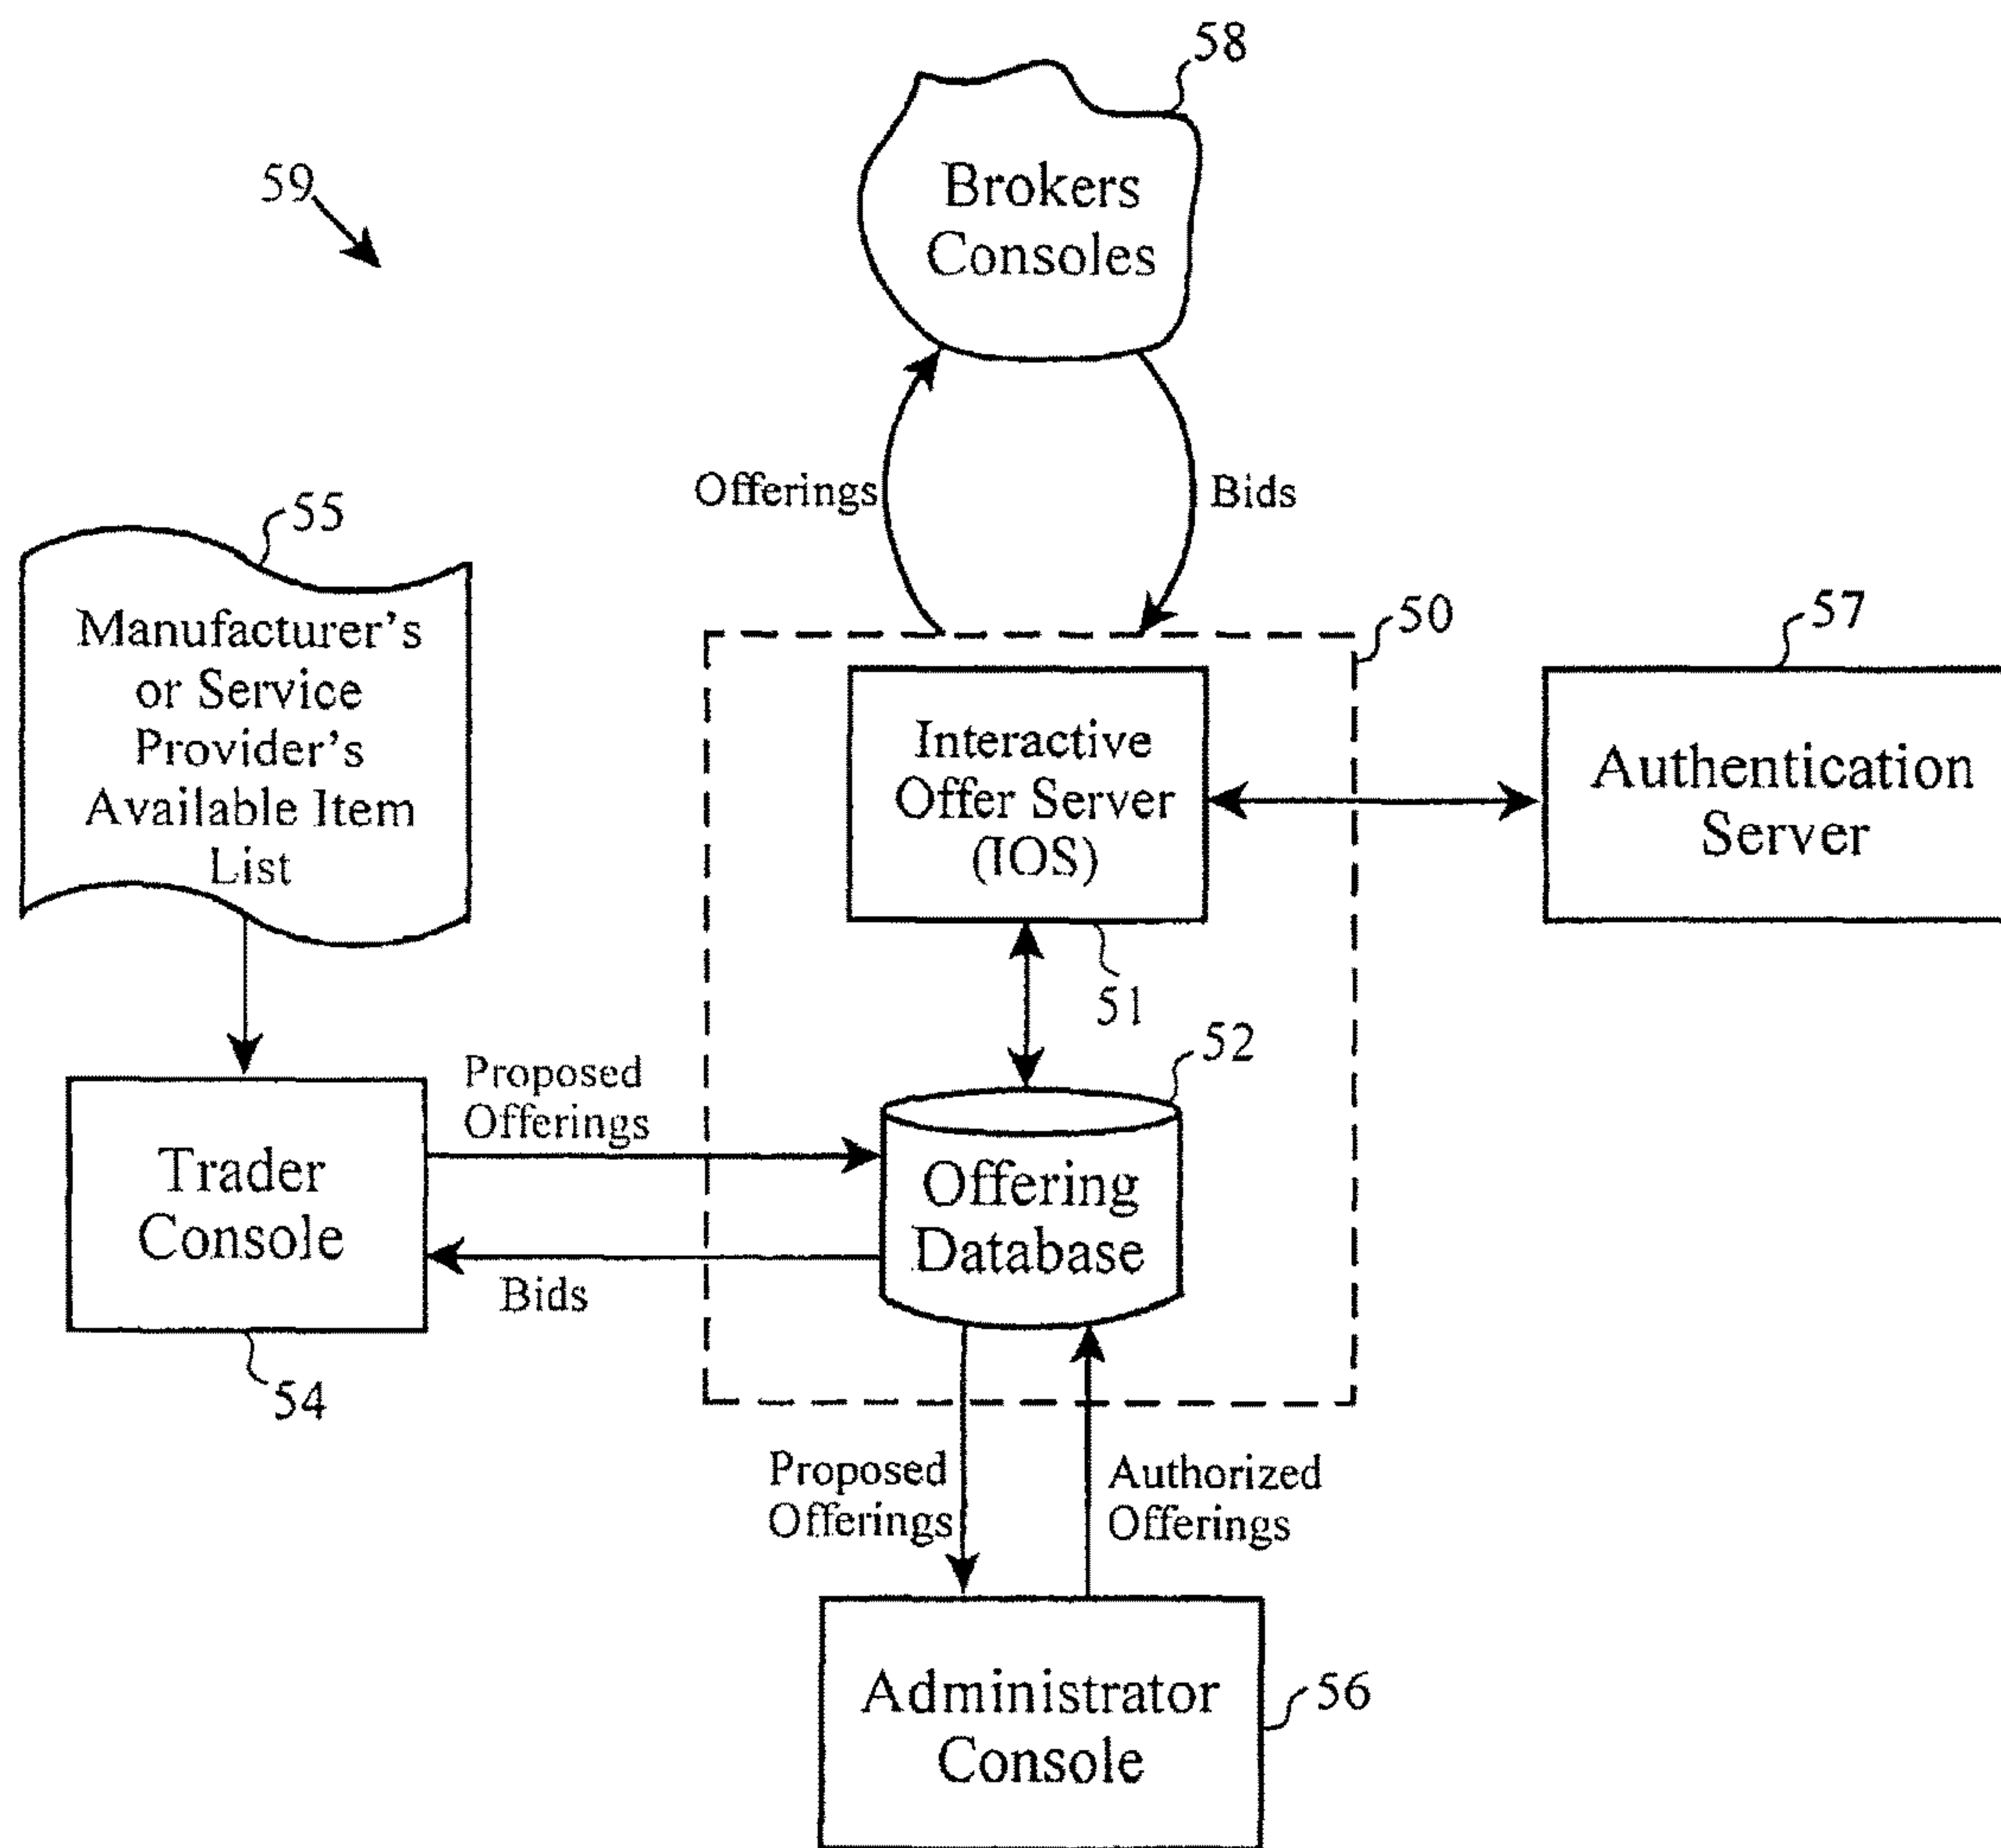 58
Brokers
Consoles
59
Offerings
Bids
55
Manufacturer's
or Service
Provider's
Available Item
List
50
57
Interactive
Offer Server
(IOS)
Authentication
Server
51
52
Proposed
Offerings
Trader
Console
Bids
54
Offering
Database
Proposed
Offerings
Authorized
Offerings
Administrator
Console
56